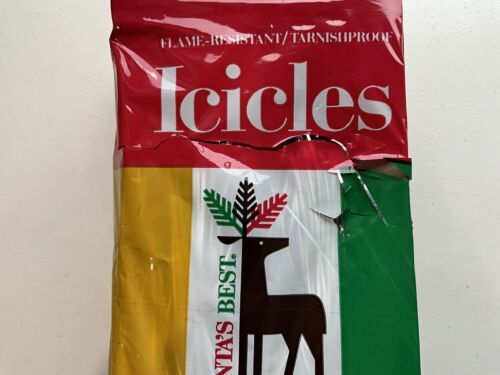 FLAME-RESISTANT/TARNISHPROOF
Icicles
NTA'S BEST.